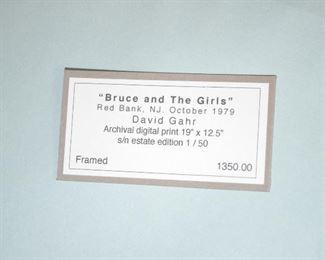 "Bruce and The Girls"
Red Bank, NJ. October 1979
David Gahr
Archival digital print 19" x 12.5"
s/n estate edition 1 / 50
Framed 1350.00